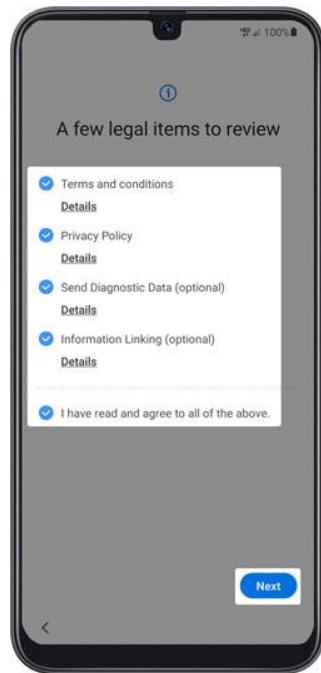 100%
A few legal items to review
Terms and conditions
Details
Privacy Policy
Details
Send Diagnostic Data (optional)
Details
Information Linking (optional)
Details
I have read and agree to all of the above.
Next